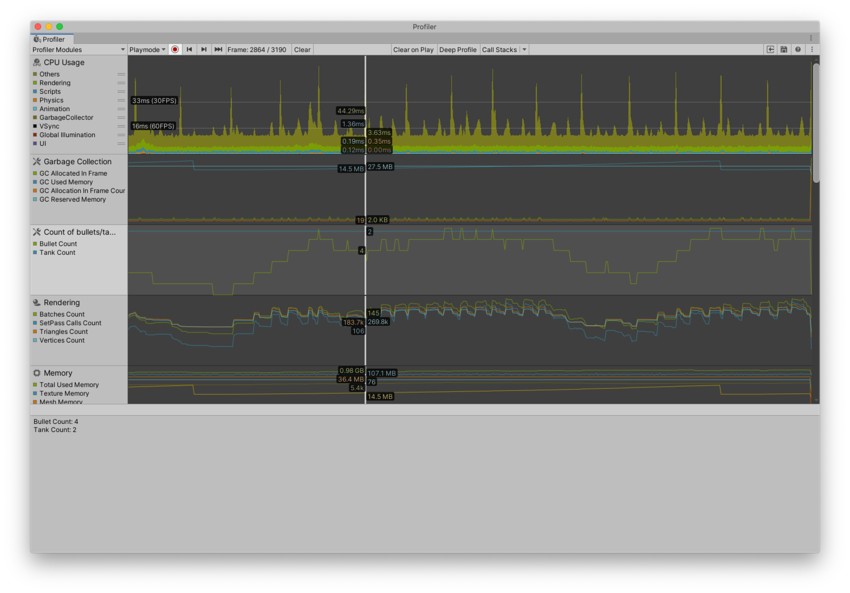 Profiler
Profiler
Profiler Modules
Playmode
Frame: 2864 / 3190
Clear
Clear on Play
Deep Profile
Call Stacks
CPU Usage
Others
Rendering
Scripts
Physics
Animation
GarbageCollector
VSync
Global Illumination
UI
33ms (30FPS)
16ms (60FPS)
44.29ms
1.36ms
3.63ms
0.19ms
0.35ms
0.12ms
0.00ms
Garbage Collection
GC Allocated In Frame
GC Used Memory
GC Allocation In Frame Cour
GC Reserved Memory
14.5 MB
27.5 MB
19
2.0 KB
Count of bullets/ta...
Bullet Count
Tank Count
2
4
Rendering
Batches Count
SetPass Calls Count
Triangles Count
Vertices Count
145
183.7k
269.8k
106
Memory
Total Used Memory
Texture Memory
Mesh Memory
0.98 GB
107.1 MB
36.4 MB
76
5.4k
14.5 MB
Bullet Count: 4
Tank Count: 2